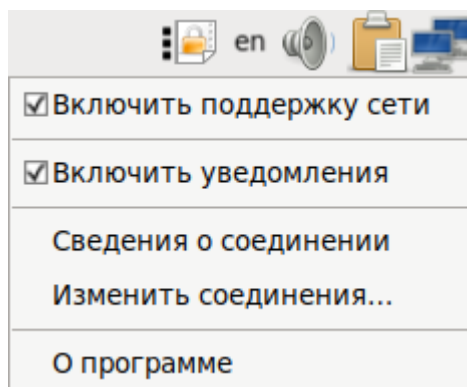 en
Включить поддержку сети
Включить уведомления
Сведения о соединении
Изменить соединения...
О программе